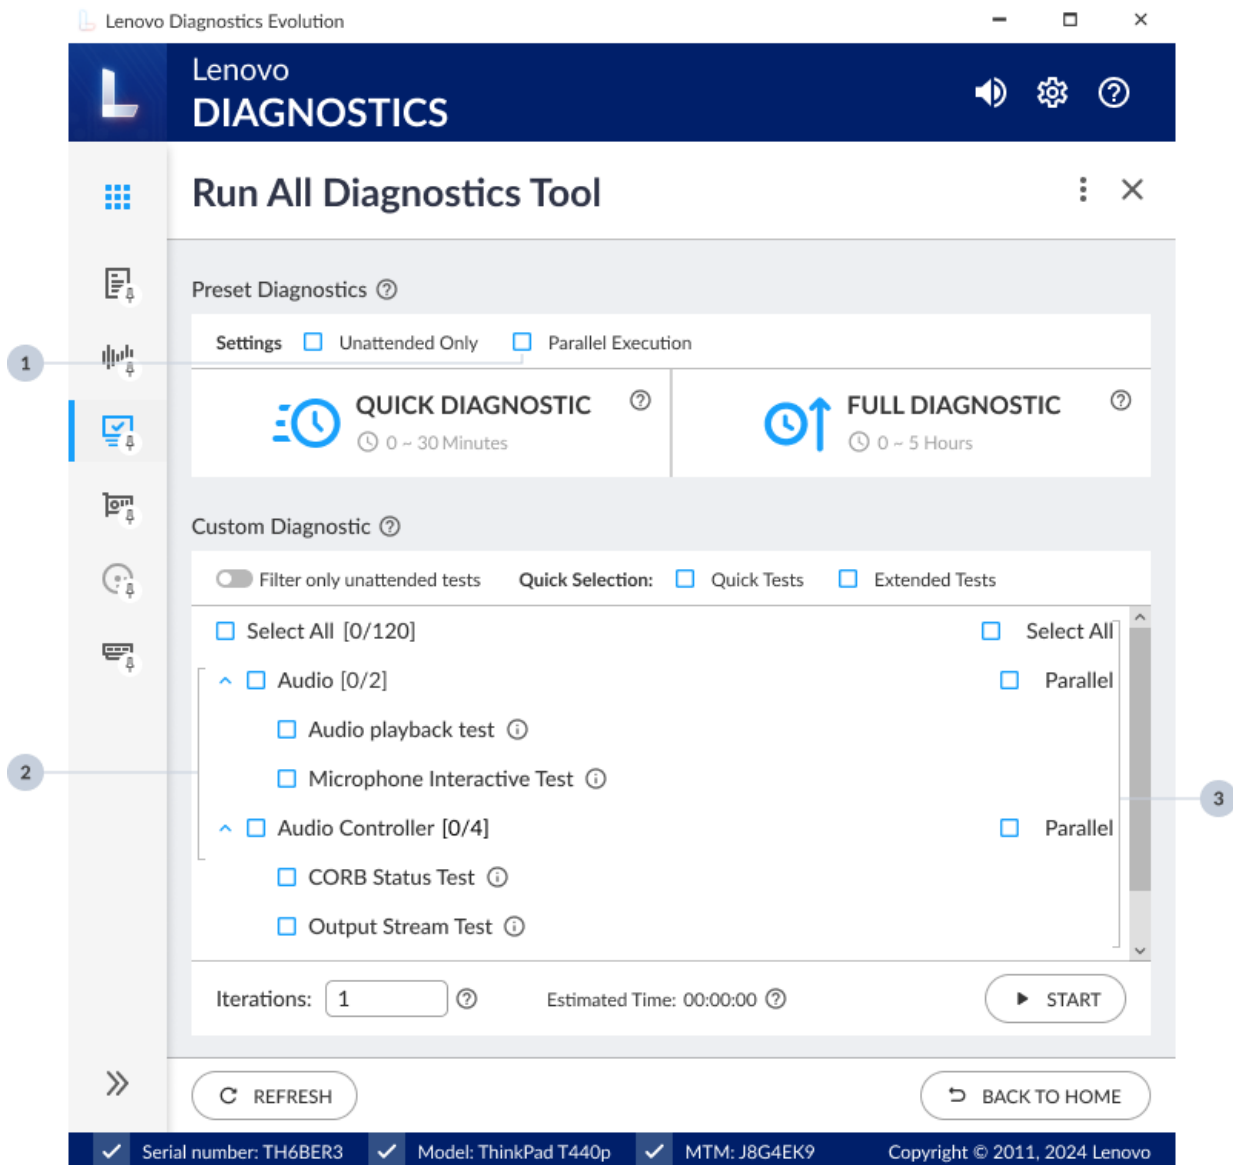 Lenovo Diagnostics Evolution
Lenovo
DIAGNOSTICS
Run All Diagnostics Tool
Preset Diagnostics
Settings Unattended Only Parallel Execution
1
QUICK DIAGNOSTIC
0 ~ 30 Minutes
FULL DIAGNOSTIC
0 ~ 5 Hours
Custom Diagnostic
Filter only unattended tests Quick Selection: Quick Tests Extended Tests
Select All [0/120] Select All
Audio [0/2] Parallel
Audio playback test
2
Microphone Interactive Test
3
Audio Controller [0/4] Parallel
CORB Status Test
Output Stream Test
Iterations: 1 Estimated Time: 00:00:00 START
REFRESH BACK TO HOME
Serial number: TH6BER3 Model: ThinkPad T440p MTM: J8G4EK9 Copyright © 2011, 2024 Lenovo